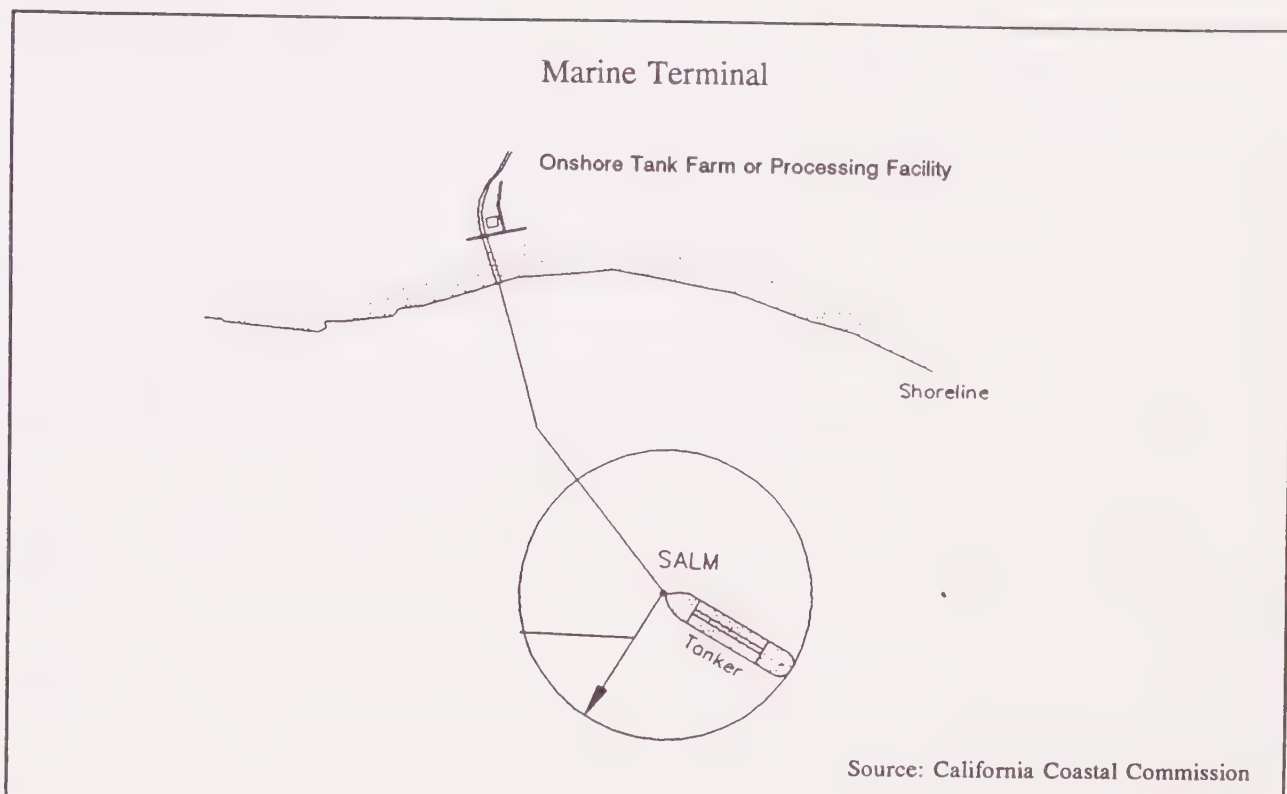 Marine Terminal
Onshore Tank Farm or Processing Facility
Shoreline
SALM
Tanker
Source: California Coastal Commission